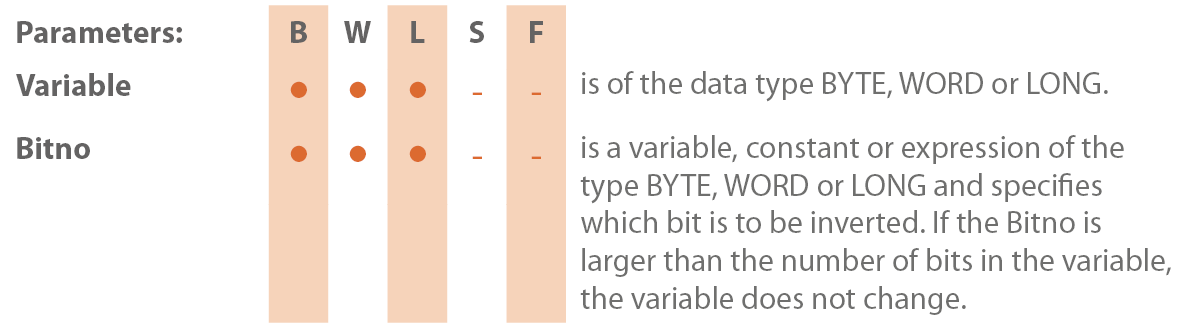 Parameters: B W L S F
Variable ● ● ● - - is of the data type BYTE, WORD or LONG.
Bitno ● ● ● - - is a variable, constant or expression of the
type BYTE, WORD or LONG and specifies
which bit is to be inverted. If the Bitno is
larger than the number of bits in the variable,
the variable does not change.